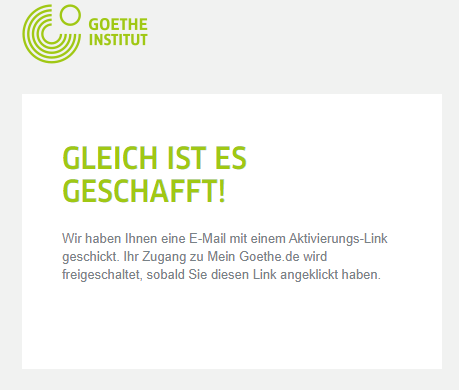 GOETHE
INSTITUT
GLEICH IST ES
GESCHAFFT!
Wir haben Ihnen eine E-Mail mit einem Aktivierungs-Link
geschickt. Ihr Zugang zu Mein Goethe.de wird
freigeschaltet, sobald Sie diesen Link angeklickt haben.